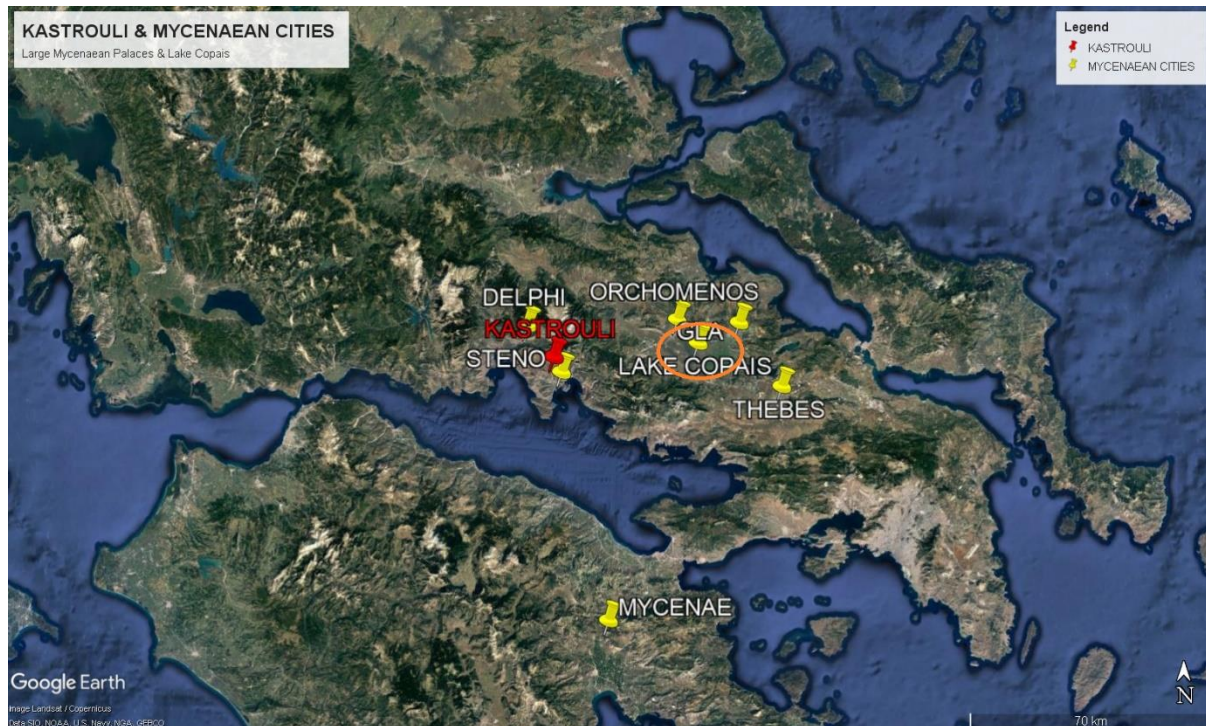 KASTROULI & MYCENAEAN CITIES
Large Mycenaean Palaces & Lake Copais
Legend
KASTROULI
MYCENAEAN CITIES
DELPHI
ORCHOMENOS
KASTROULI
GLA
STENO
LAKE COPAIS
THEBES
MYCENAE
Google Earth
Image Landsat / Copernicus
Data SIO, NOAA, U.S. Navy, NGA, GEBCO
N
70 km